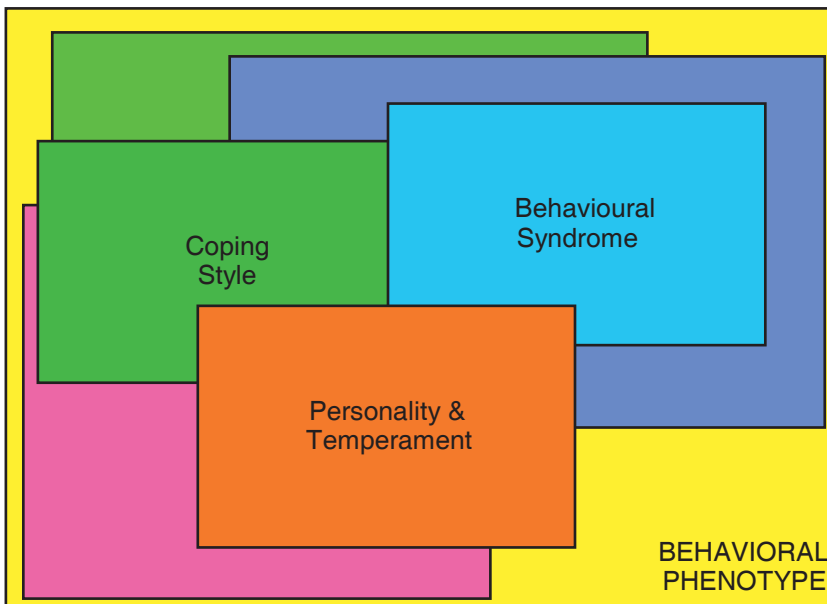 Coping
Style
Behavioural
Syndrome
Personality &
Temperament
BEHAVIORAL
PHENOTYPE